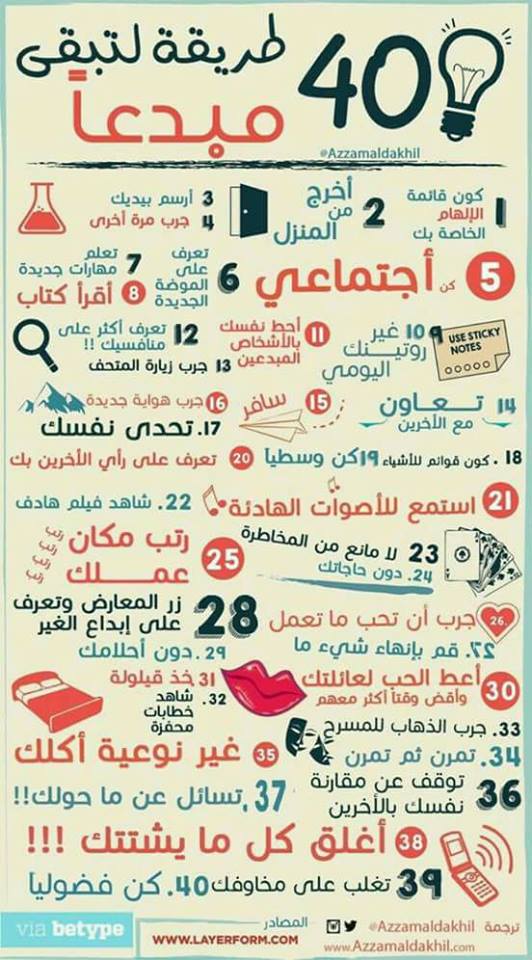 40 طريقة لتبقى
مبدعاً
@Azzamaldakhil
1 كون قائمة
الإلهام
الخاصة بك
2 أخرج
من
المنزل
3 أرسم بيديك
4 جرب مرة أخرى
5 كن أجتماعي
6 تعرف
على
الموضة
الجديدة
7 تعلم
مهارات جديدة
8 أقرأ كتاب
USE STICKY
NOTES
9
10 غير
روتينك
اليومي
11 أحط نفسك
بالأشخاص
المبدعين
12 تعرف أكثر على
منافسيك !!
13 جرب زيارة المتحف
14 تعاون
مع الأخرين
15 سافر
16 جرب هواية جديدة
17. تحدى نفسك
18. كون قوائم للأشياء
19 كن وسطيا
20 تعرف على رأي الأخرين بك
21 استمع للأصوات الهادئة
22. شاهد فيلم هادف
23 لا مانع من المخاطرة
24. دون حاجاتك
25 رتب مكان
عملك
رتب
رتب
رتب
رتب
26. جرب أن تحب ما تعمل
27. قم بإنهاء شيء ما
28 زر المعارض وتعرف
على إبداع الغير
29. دون أحلامك
30 أعط الحب لعائلتك
وأقض وقتاً أكثر معهم
31 خذ قيلولة
32. شاهد
خطابات
محفزة
33. جرب الذهاب للمسرح
34. تمرن ثم تمرن
35 غير نوعية أكلك
36 توقف عن مقارنة
نفسك بالأخرين
37, تسائل عن ما حولك!!
38 أغلق كل ما يشتتك !!!
39 تغلب على مخاوفك
40. كن فضوليا
ترجمة @Azzamaldakhil
www.Azzamaldakhil.com
المصادر
WWW.LAYERFORM.COM
via betype